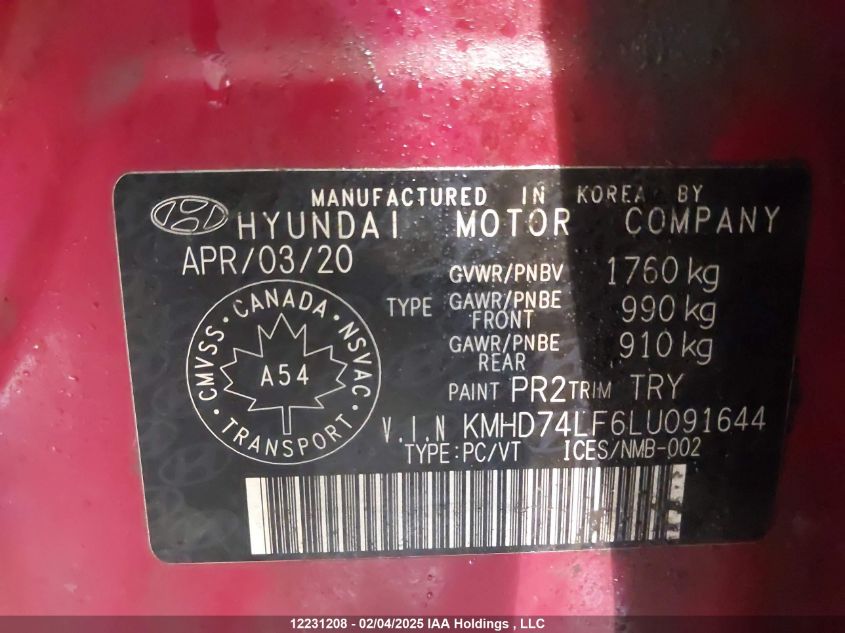 MANUFACTURED IN KOREA BY
HYUNDAI MOTOR COMPANY
APR/03/20
GVWR/PNBV 1760 kg
TYPE GAWR/PNBE FRONT 990 kg
GAWR/PNBE REAR 910 kg
PAINT PR2 TRIM TRY
V.I.N KMHD74LF6LU091644
TYPE:PC/VT ICES/NMB-002
CANADA · NSVAC · TRANSPORT · CMVSS ·
A54
12231208 - 02/04/2025 IAA Holdings , LLC